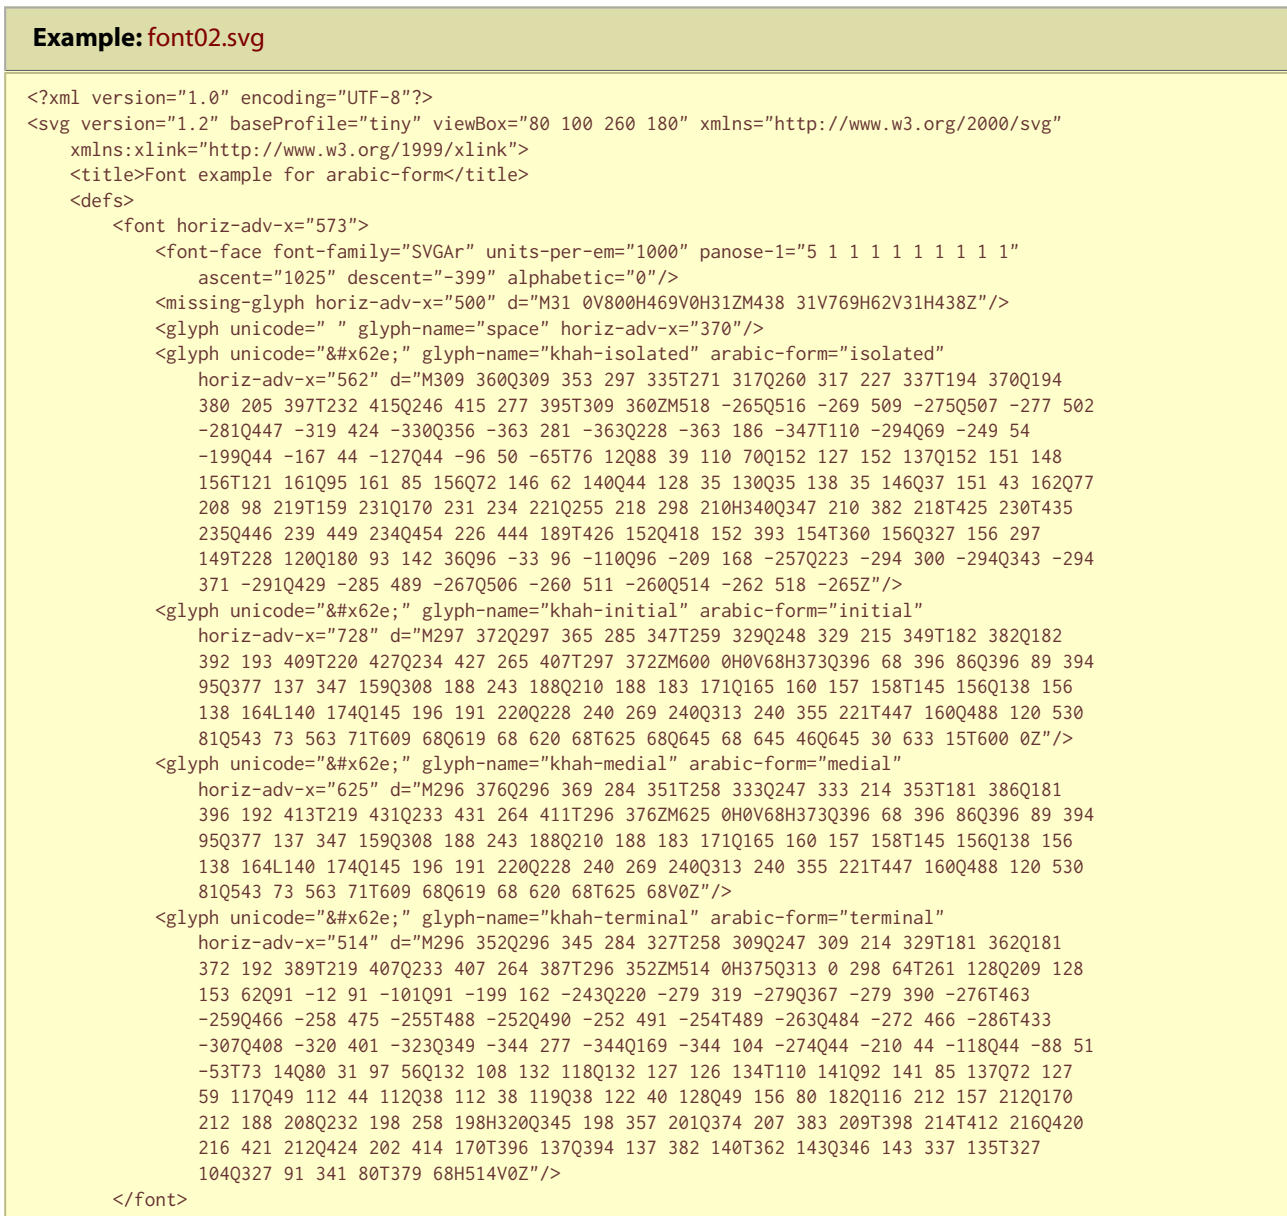 Example: font02.svg
<?xml version="1.0" encoding="UTF-8"?>
<svg version="1.2" baseProfile="tiny" viewBox="80 100 260 180" xmlns="http://www.w3.org/2000/svg"
xmlns:xlink="http://www.w3.org/1999/xlink">
<title>Font example for arabic-form</title>
<defs>
<font horiz-adv-x="573">
<font-face font-family="SVGAr" units-per-em="1000" panose-1="5 1 1 1 1 1 1 1 1 1"
ascent="1025" descent="-399" alphabetic="0"/>
<missing-glyph horiz-adv-x="500" d="M31 0V800H469V0H31ZM438 31V769H62V31H438Z"/>
<glyph unicode=" " glyph-name="space" horiz-adv-x="370"/>
<glyph unicode="&#x62e;" glyph-name="khah-isolated" arabic-form="isolated"
horiz-adv-x="562" d="M309 360Q309 353 297 335T271 317Q260 317 227 337T194 370Q194
380 205 397T232 415Q246 415 277 395T309 360ZM518 -265Q516 -269 509 -275Q507 -277 502
-281Q447 -319 424 -330Q356 -363 281 -363Q228 -363 186 -347T110 -294Q69 -249 54
-199Q44 -167 44 -127Q44 -96 50 -65T76 12Q88 39 110 70Q152 127 152 137Q152 151 148
156T121 161Q95 161 85 156Q72 146 62 140Q44 128 35 130Q35 138 35 146Q37 151 43 162Q77
208 98 219T159 231Q170 231 234 221Q255 218 298 210H340Q347 210 382 218T425 230T435
235Q446 239 449 234Q454 226 444 189T426 152Q418 152 393 154T360 156Q327 156 297
149T228 120Q180 93 142 36Q96 -33 96 -110Q96 -209 168 -257Q223 -294 300 -294Q343 -294
371 -291Q429 -285 489 -267Q506 -260 511 -260Q514 -262 518 -265Z"/>
<glyph unicode="&#x62e;" glyph-name="khah-initial" arabic-form="initial"
horiz-adv-x="728" d="M297 372Q297 365 285 347T259 329Q248 329 215 349T182 382Q182
392 193 409T220 427Q234 427 265 407T297 372ZM600 0H0V68H373Q396 68 396 86Q396 89 394
95Q377 137 347 159Q308 188 243 188Q210 188 183 171Q165 160 157 158T145 156Q138 156
138 164L140 174Q145 196 191 220Q228 240 269 240Q313 240 355 221T447 160Q488 120 530
81Q543 73 563 71T609 68Q619 68 620 68T625 68Q645 68 645 46Q645 30 633 15T600 0Z"/>
<glyph unicode="&#x62e;" glyph-name="khah-medial" arabic-form="medial"
horiz-adv-x="625" d="M296 376Q296 369 284 351T258 333Q247 333 214 353T181 386Q181
396 192 413T219 431Q233 431 264 411T296 376ZM625 0H0V68H373Q396 68 396 86Q396 89 394
95Q377 137 347 159Q308 188 243 188Q210 188 183 171Q165 160 157 158T145 156Q138 156
138 164L140 174Q145 196 191 220Q228 240 269 240Q313 240 355 221T447 160Q488 120 530
81Q543 73 563 71T609 68Q619 68 620 68T625 68V0Z"/>
<glyph unicode="&#x62e;" glyph-name="khah-terminal" arabic-form="terminal"
horiz-adv-x="514" d="M296 352Q296 345 284 327T258 309Q247 309 214 329T181 362Q181
372 192 389T219 407Q233 407 264 387T296 352ZM514 0H375Q313 0 298 64T261 128Q209 128
153 62Q91 -12 91 -101Q91 -199 162 -243Q220 -279 319 -279Q367 -279 390 -276T463
-259Q466 -258 475 -255T488 -252Q490 -252 491 -254T489 -263Q484 -272 466 -286T433
-307Q408 -320 401 -323Q349 -344 277 -344Q169 -344 104 -274Q44 -210 44 -118Q44 -88 51
-53T73 14Q80 31 97 56Q132 108 132 118Q132 127 126 134T110 141Q92 141 85 137Q72 127
59 117Q49 112 44 112Q38 112 38 119Q38 122 40 128Q49 156 80 182Q116 212 157 212Q170
212 188 208Q232 198 258 198H320Q345 198 357 201Q374 207 383 209T398 214T412 216Q420
216 421 212Q424 202 414 170T396 137Q394 137 382 140T362 143Q346 143 337 135T327
104Q327 91 341 80T379 68H514V0Z"/>
</font>